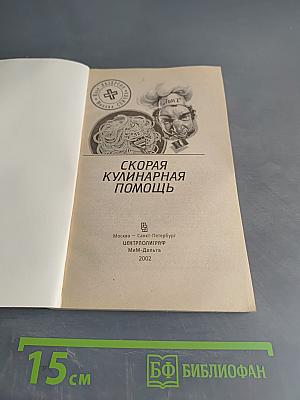 СКОРАЯ
КУЛИНАРНАЯ
ПОМОЩЬ
Москва — Санкт-Петербург
ЦЕНТРПОЛИГРАФ
МиМ-Дельта
2002
15 см
БФ БИБЛИОФАН